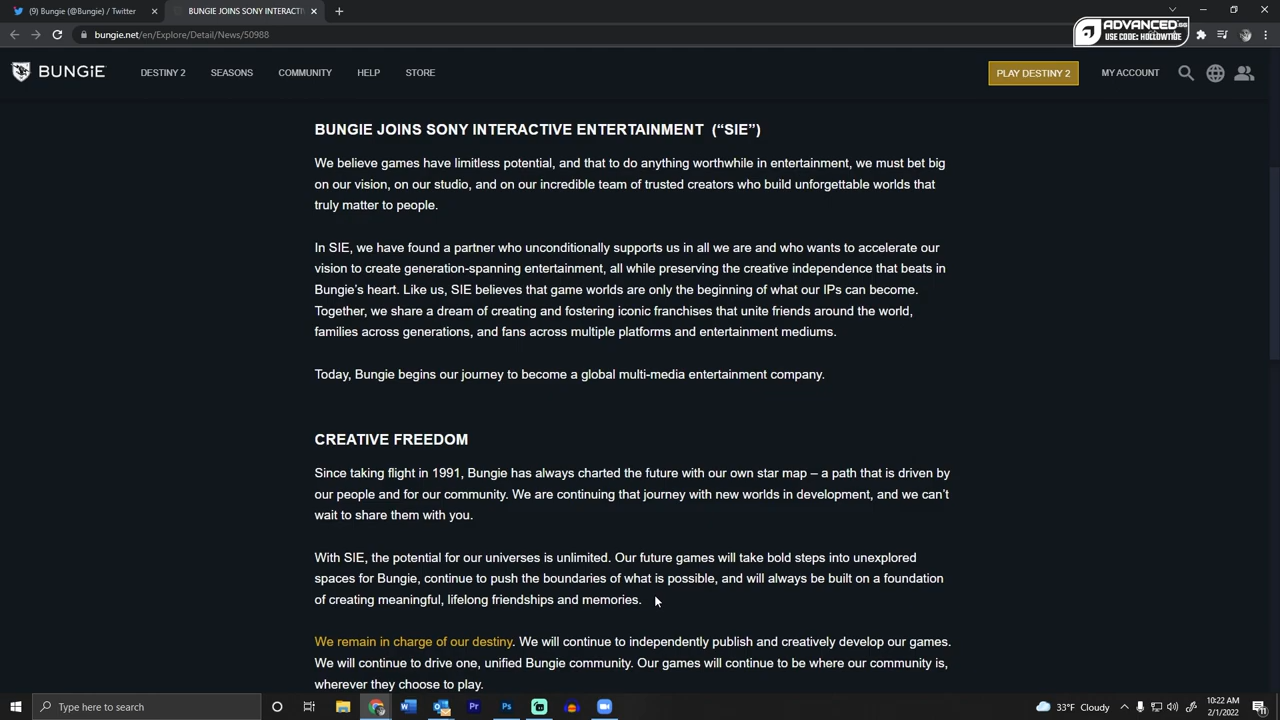 (9) Bungie (@Bungie) / Twitter
BUNGIE JOINS SONY INTERACTIV
ADVANCED.SG
USE CODE: HOLLOWTIDE
bungie.net/en/Explore/Detail/News/50988
BUNGiE
DESTINY 2
SEASONS
COMMUNITY
HELP
STORE
PLAY DESTINY 2
MY ACCOUNT
BUNGIE JOINS SONY INTERACTIVE ENTERTAINMENT (“SIE”)
We believe games have limitless potential, and that to do anything worthwhile in entertainment, we must bet big
on our vision, on our studio, and on our incredible team of trusted creators who build unforgettable worlds that
truly matter to people.
In SIE, we have found a partner who unconditionally supports us in all we are and who wants to accelerate our
vision to create generation-spanning entertainment, all while preserving the creative independence that beats in
Bungie’s heart. Like us, SIE believes that game worlds are only the beginning of what our IPs can become.
Together, we share a dream of creating and fostering iconic franchises that unite friends around the world,
families across generations, and fans across multiple platforms and entertainment mediums.
Today, Bungie begins our journey to become a global multi-media entertainment company.
CREATIVE FREEDOM
Since taking flight in 1991, Bungie has always charted the future with our own star map – a path that is driven by
our people and for our community. We are continuing that journey with new worlds in development, and we can’t
wait to share them with you.
With SIE, the potential for our universes is unlimited. Our future games will take bold steps into unexplored
spaces for Bungie, continue to push the boundaries of what is possible, and will always be built on a foundation
of creating meaningful, lifelong friendships and memories.
We remain in charge of our destiny. We will continue to independently publish and creatively develop our games.
We will continue to drive one, unified Bungie community. Our games will continue to be where our community is,
wherever they choose to play.
Type here to search
33°F Cloudy
10:22 AM
2/1/2022